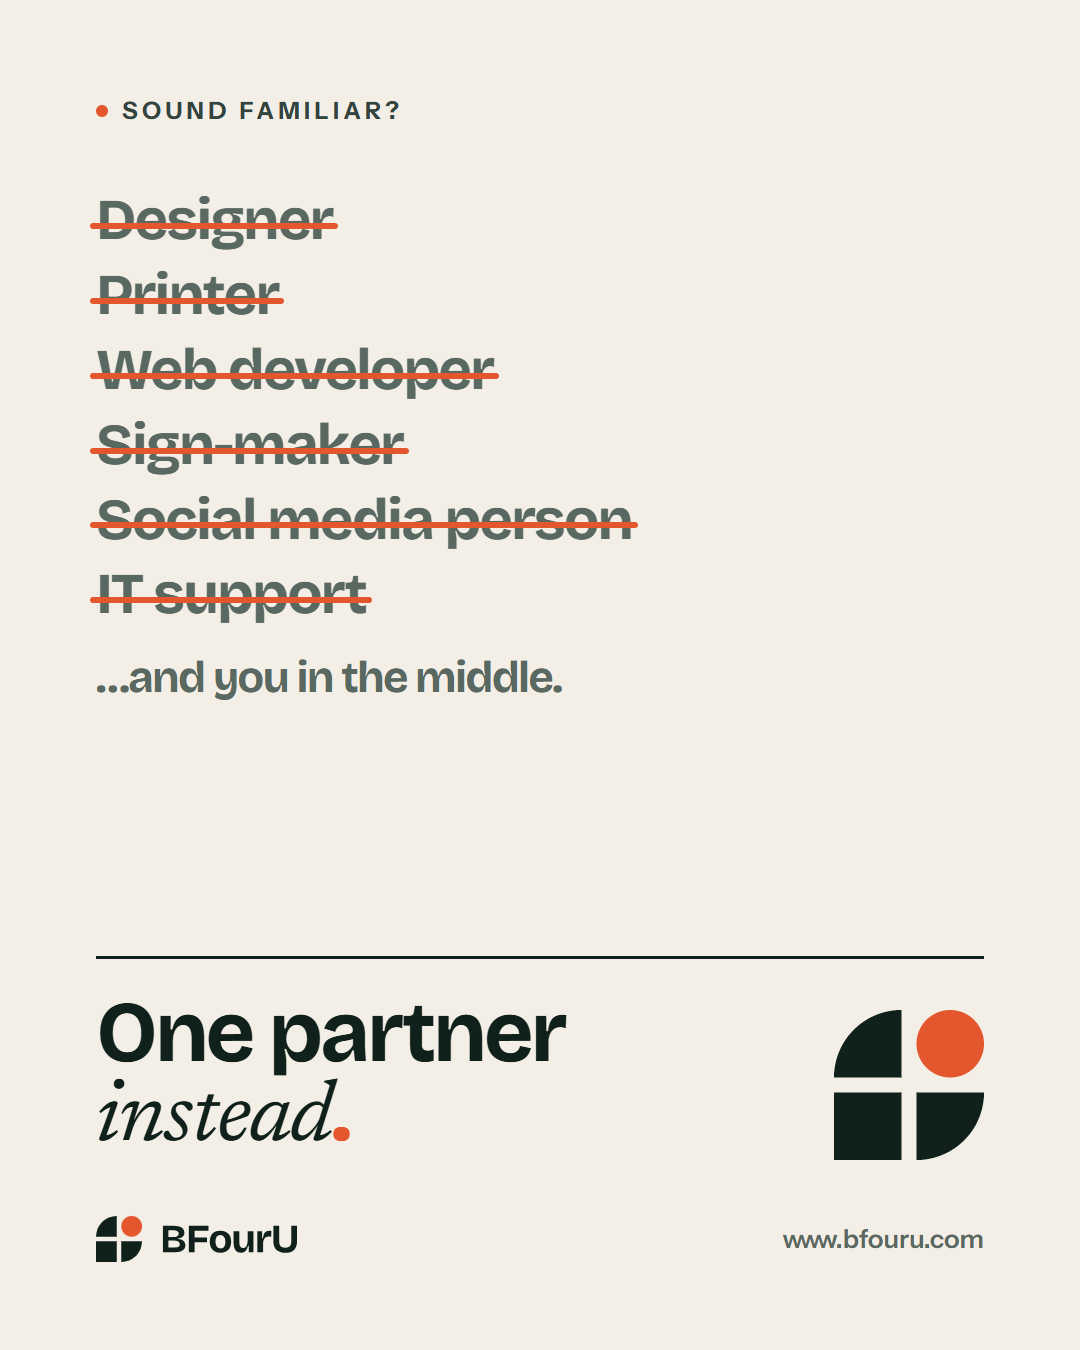 SOUND FAMILIAR?
Designer
Printer
Web developer
Sign-maker
Social media person
IT support
...and you in the middle.
One partner
instead.
BFourU
www.bfouru.com